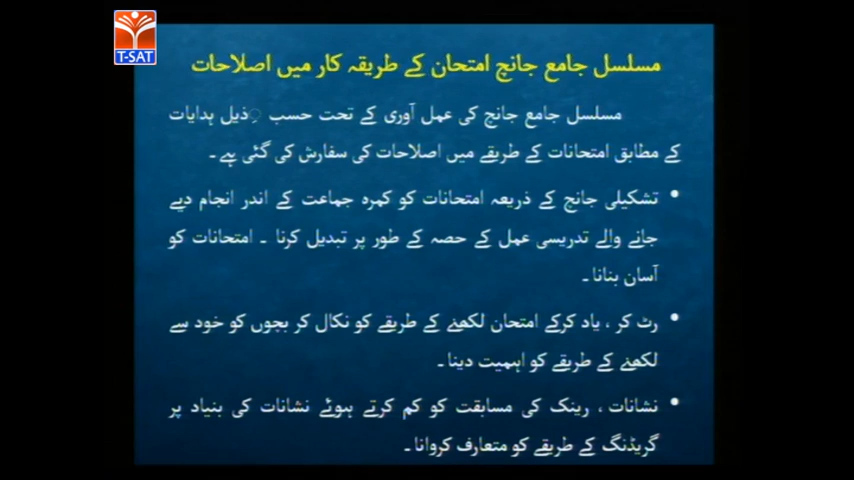 T-SAT
مسلسل جامع جانچ امتحان کے طریقہ کار میں اصلاحات
مسلسل جامع جانچ کی عمل آوری کے تحت حسب ِذیل ہدایات
کے مطابق امتحانات کے طریقے میں اصلاحات کی سفارش کی گئی ہے ۔
• تشکیلی جانچ کے ذریعہ امتحانات کو کمرہ جماعت کے اندر انجام دیے
جانے والے تدریسی عمل کے حصہ کے طور پر تبدیل کرنا ۔ امتحانات کو
آسان بنانا ۔
• رٹ کر ، یاد کرکے امتحان لکھنے کے طریقے کو نکال کر بچوں کو خود سے
لکھنے کے طریقے کو اہمیت دینا ۔
• نشانات ، رینک کی مسابقت کو کم کرتے ہوئے نشانات کی بنیاد پر
گریڈنگ کے طریقے کو متعارف کروانا ۔